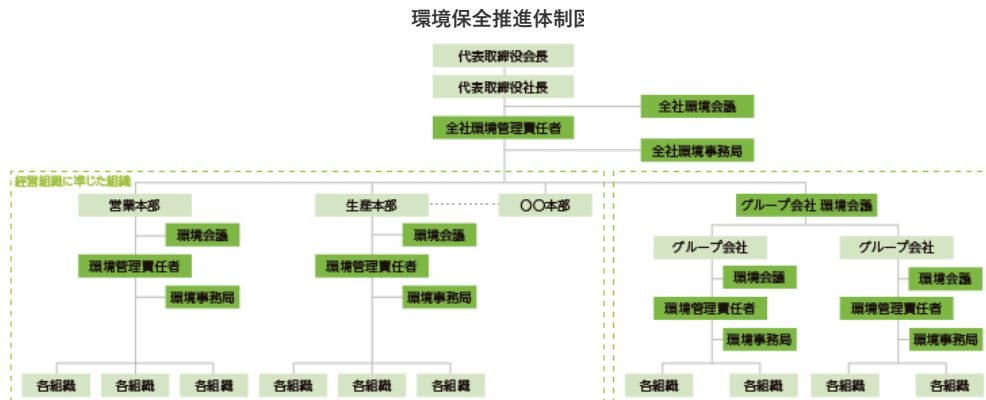 環境保全推進体制図
代表取締役会長
代表取締役社長
全社環境会議
全社環境管理責任者
全社環境事務局
経営組織に準じた組織
営業本部
生産本部
〇〇本部
グループ会社 環境会議
環境会議
環境会議
グループ会社
グループ会社
環境管理責任者
環境管理責任者
環境会議
環境会議
環境事務局
環境事務局
環境管理責任者
環境管理責任者
環境事務局
環境事務局
各組織
各組織
各組織
各組織
各組織
各組織
各組織
各組織
各組織
各組織